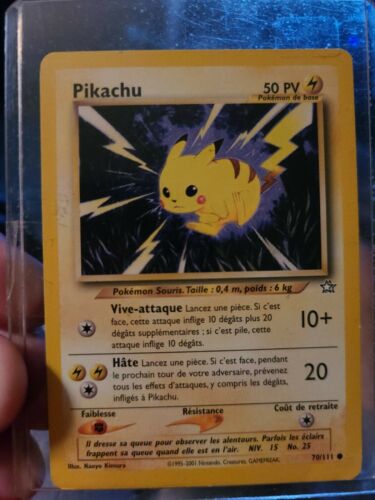 Pikachu 50 PV
Pokémon de base
Pokémon Souris. Taille : 0,4 m, poids : 6 kg
Vive-attaque Lancez une pièce. Si c'est
face, cette attaque inflige 10 dégâts plus 20
dégâts supplémentaires ; si c'est pile, cette
attaque inflige 10 dégâts.
10+
Hâte Lancez une pièce. Si c'est face, pendant
le prochain tour de votre adversaire, prévenez
tous les effets d'attaques, y compris les dégâts,
infligés à Pikachu.
20
Faiblesse Résistance Coût de retraite
Il dresse sa queue pour observer les alentours. Parfois les éclairs
frappent sa queue quand elle est en l'air. NIV. 15 No. 25
Illus. Naoyo Kimura ©1995-2001 Nintendo, Creatures, GAMEFREAK. 70/111